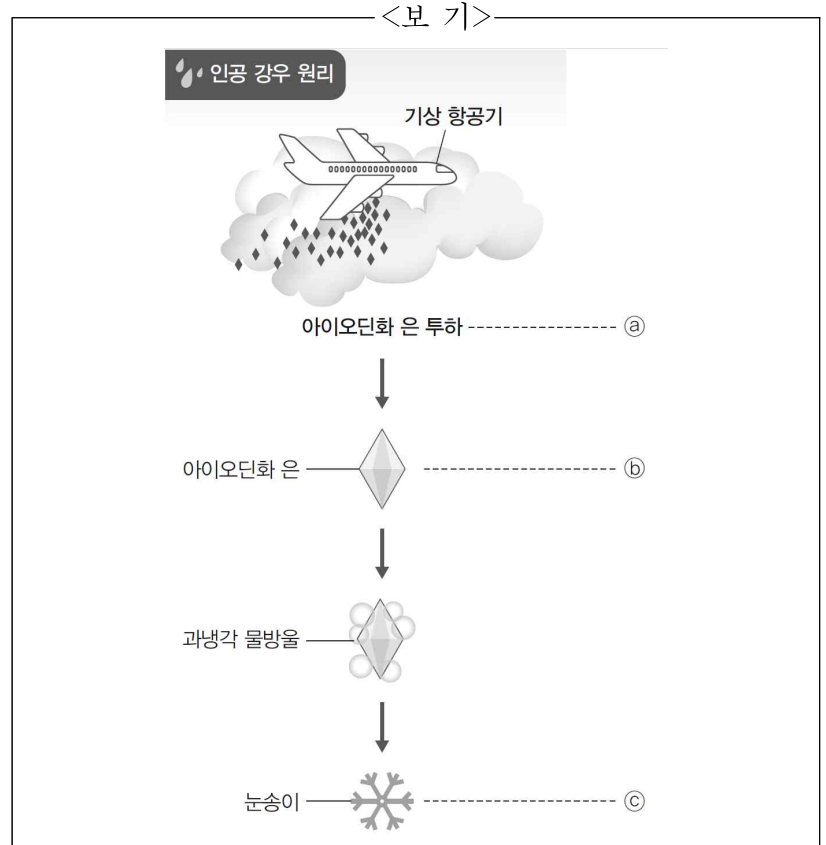 <보 기>
인공 강우 원리
기상 항공기
아이오딘화 은 투하 ---------------- ⓐ
아이오딘화 은 ---------------- ⓑ
과냉각 물방울
눈송이 ---------------- ⓒ